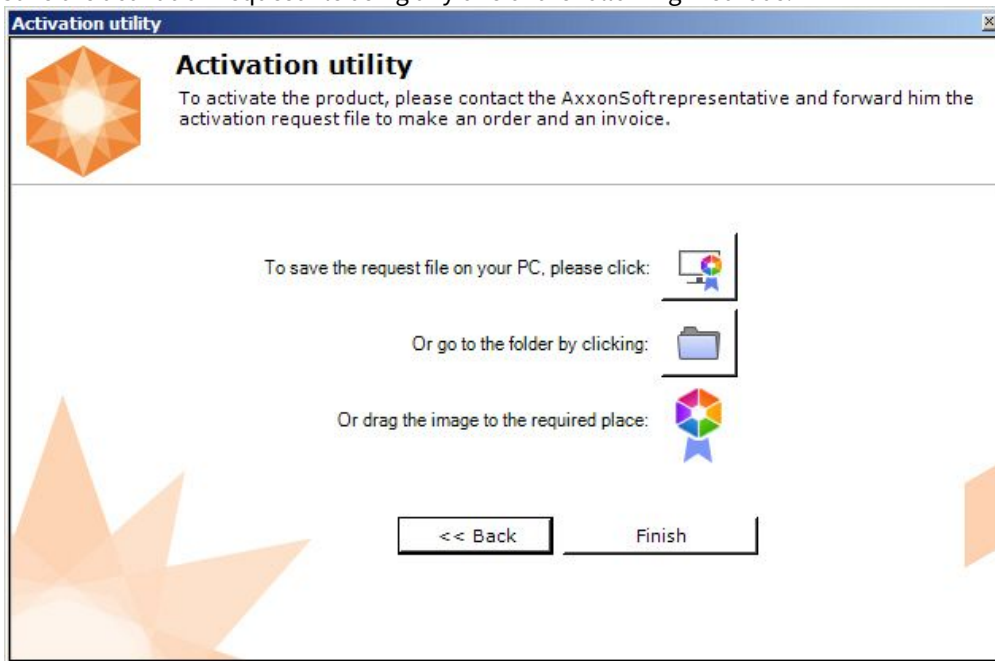 Activation utility
Activation utility
To activate the product, please contact the AxxonSoft representative and forward him the
activation request file to make an order and an invoice.
To save the request file on your PC, please click:
Or go to the folder by clicking:
Or drag the image to the required place:
<< Back Finish